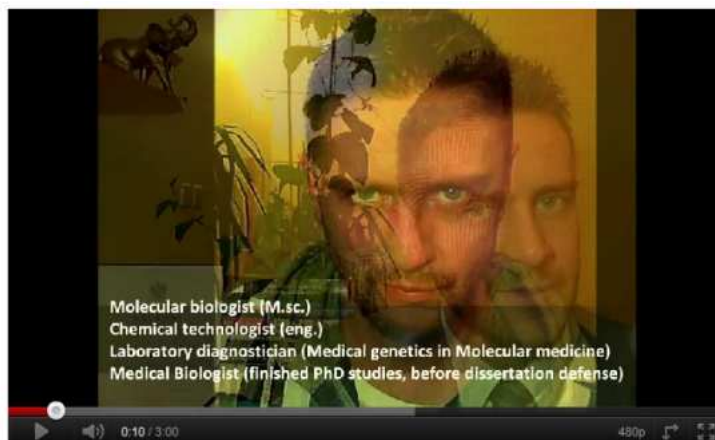 Molecular biologist (M.sc.)
Chemical technologist (eng.)
Laboratory diagnostician (Medical genetics in Molecular medicine)
Medical Biologist (finished PhD studies, before dissertation defense)
0:10 / 3:00
480p